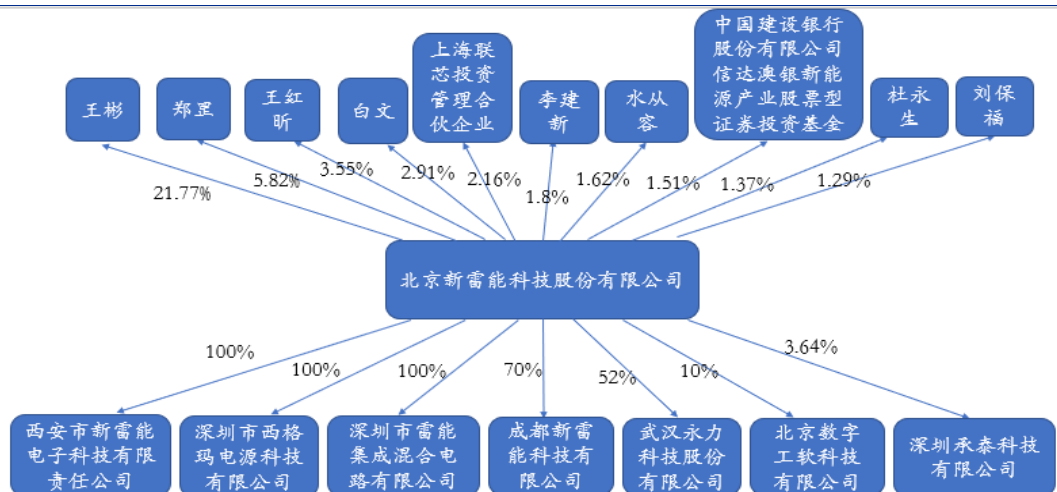 王彬
郑罡
王红
昕
白文
上海联
芯投资
管理合
伙企业
李建
新
水从
容
中国建设银行
股份有限公司
信达澳银新能
源产业股票型
证券投资基金
杜永
生
刘保
福
21.77%
5.82%
3.55%
2.91%
2.16%
1.8%
1.62%
1.51%
1.37%
1.29%
北京新雷能科技股份有限公司
100%
100%
100%
70%
52%
10%
3.64%
西安市新雷能
电子科技有限
责任公司
深圳市西格
玛电源科技
有限公司
深圳市雷能
集成混合电
路有限公司
成都新雷
能科技有
限公司
武汉永力
科技股份
有限公司
北京数字
工软科技
有限公司
深圳承泰科技
有限公司